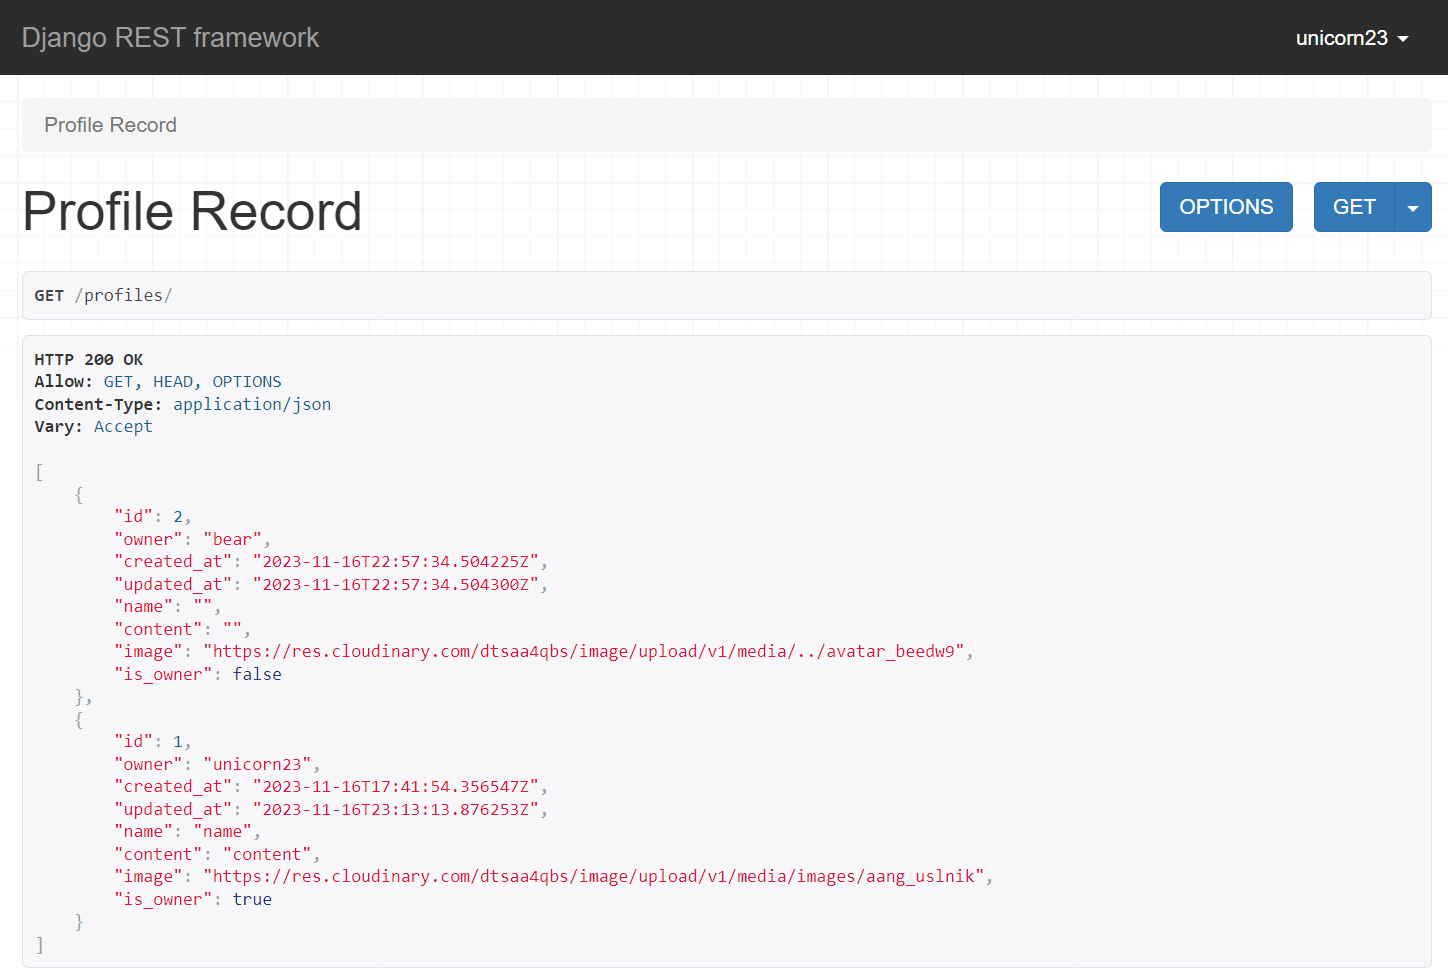 Django REST framework
unicorn23
Profile Record
Profile Record
OPTIONS
GET
GET /profiles/
HTTP 200 OK
Allow: GET, HEAD, OPTIONS
Content-Type: application/json
Vary: Accept
[
    {
        "id": 2,
        "owner": "bear",
        "created_at": "2023-11-16T22:57:34.504225Z",
        "updated_at": "2023-11-16T22:57:34.504300Z",
        "name": "",
        "content": "",
        "image": "https://res.cloudinary.com/dtsaa4qbs/image/upload/v1/media/../avatar_beedw9",
        "is_owner": false
    },
    {
        "id": 1,
        "owner": "unicorn23",
        "created_at": "2023-11-16T17:41:54.356547Z",
        "updated_at": "2023-11-16T23:13:13.876253Z",
        "name": "name",
        "content": "content",
        "image": "https://res.cloudinary.com/dtsaa4qbs/image/upload/v1/media/images/aang_uslnik",
        "is_owner": true
    }
]